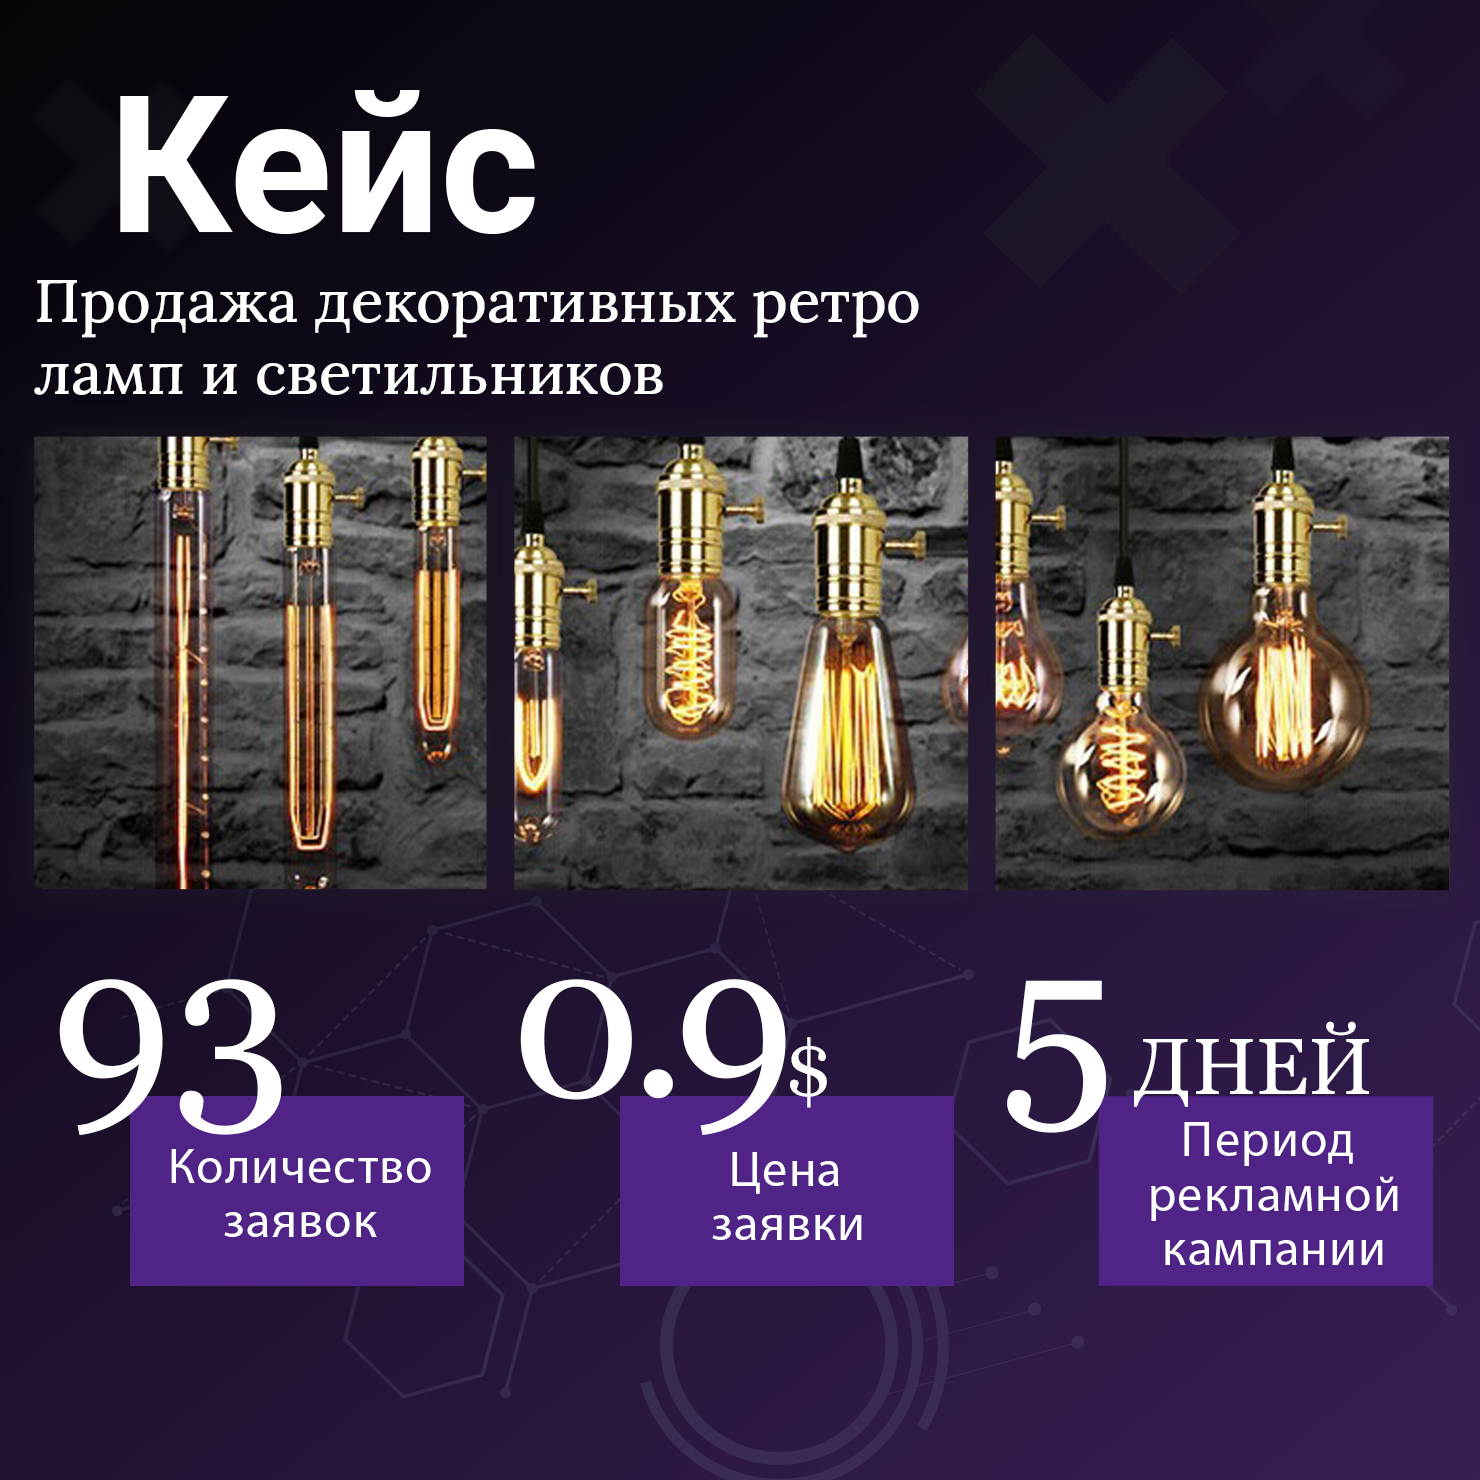 Кейс
Продажа декоративных ретро
ламп и светильников
93
Количество
заявок
0.9$
Цена
заявки
5 ДНЕЙ
Период
рекламной
кампании